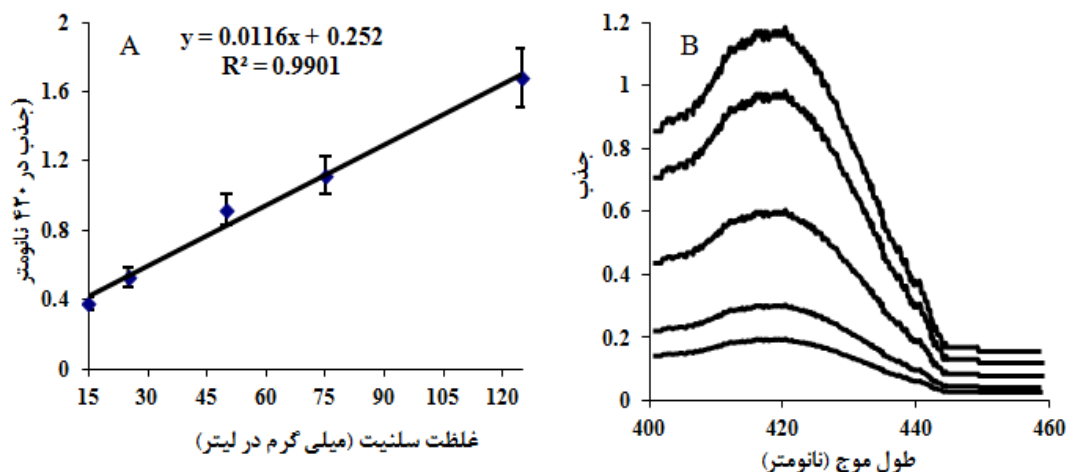 A
y = 0.0116x + 0.252
R² = 0.9901
2
1.6
1.2
0.8
0.4
0
15 30 45 60 75 90 105 120
(جذب در ۴۲۰ نانومتر
غلظت سلنیت (میلی گرم در لیتر)
B
1.2
1
0.8
0.6
0.4
0.2
0
400 420 440 460
جذب
طول موج (نانومتر)